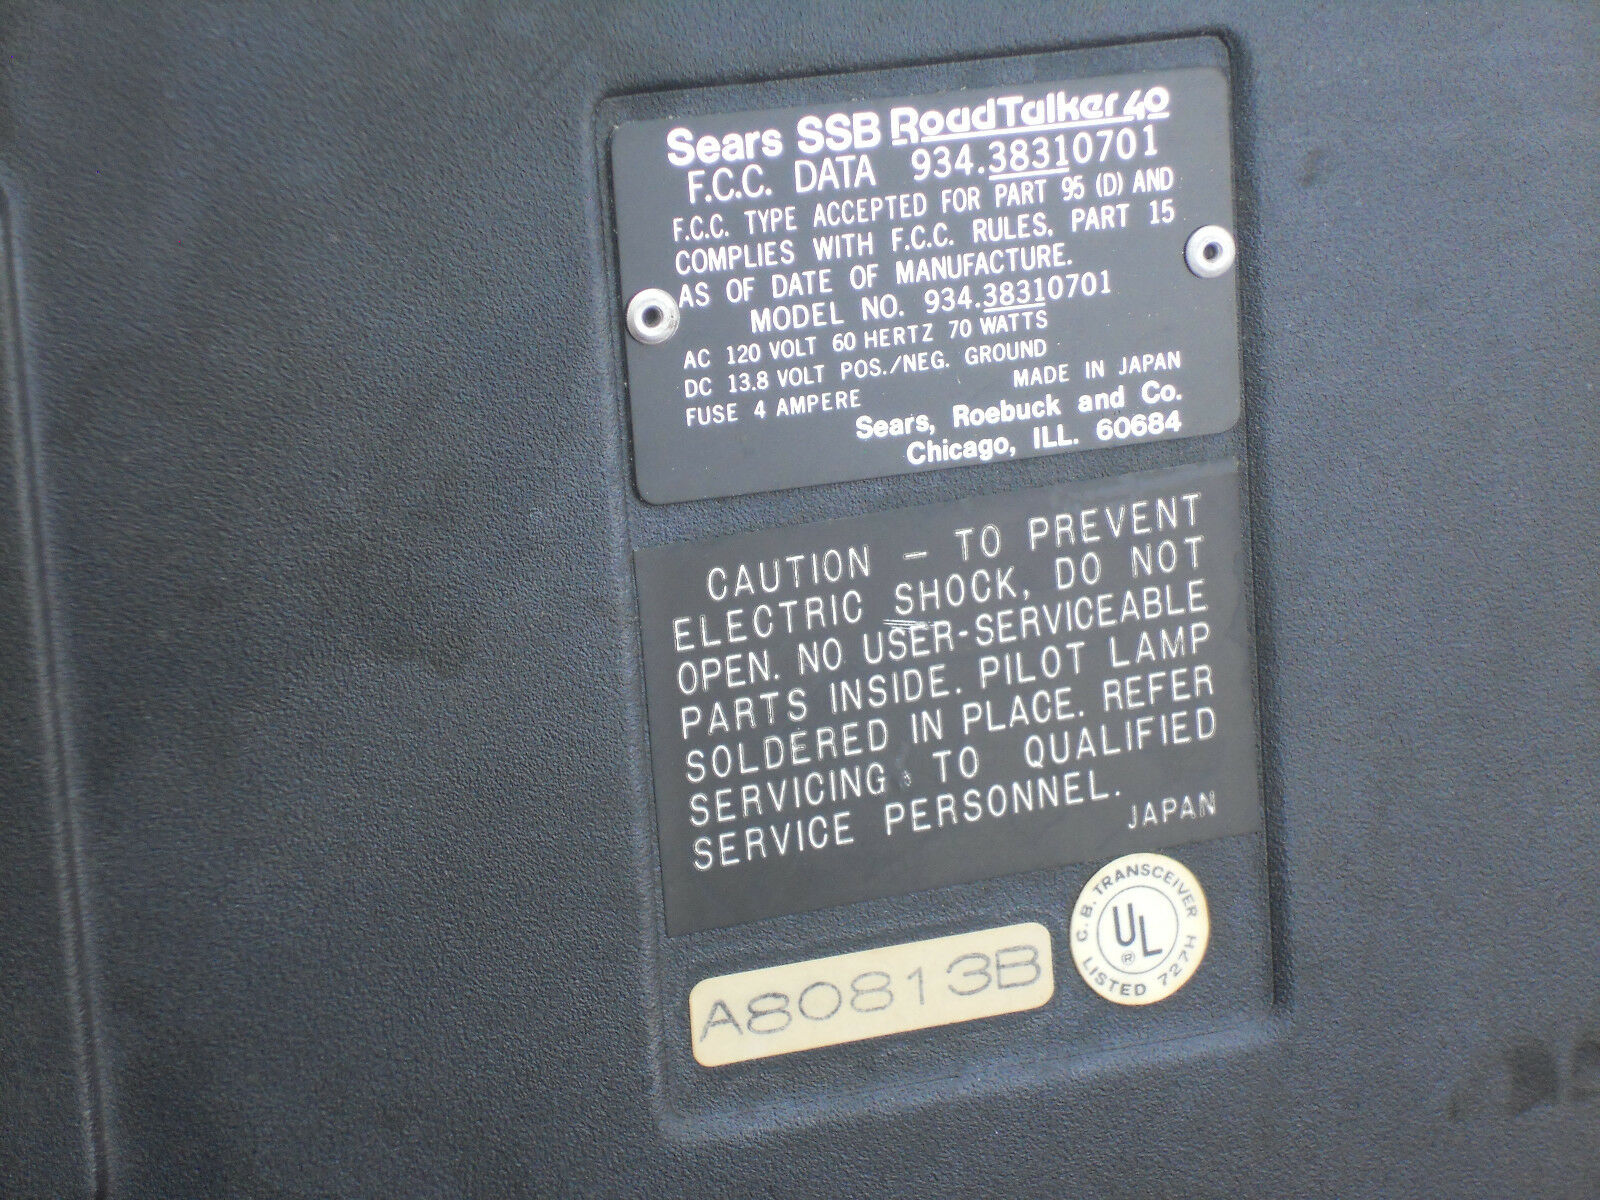 Sears SSB RoadTalker 40
F.C.C. DATA 934.38310701
F.C.C. TYPE ACCEPTED FOR PART 95 (D) AND
COMPLIES WITH F.C.C. RULES, PART 15
AS OF DATE OF MANUFACTURE.
MODEL NO. 934.38310701
AC 120 VOLT 60 HERTZ 70 WATTS
DC 13.8 VOLT POS./NEG. GROUND
FUSE 4 AMPERE
MADE IN JAPAN
Sears, Roebuck and Co.
Chicago, ILL. 60684
CAUTION – TO PREVENT
ELECTRIC SHOCK, DO NOT
OPEN. NO USER-SERVICEABLE
PARTS INSIDE. PILOT LAMP
SOLDERED IN PLACE. REFER
SERVICING TO QUALIFIED
SERVICE PERSONNEL.
JAPAN
C.B. TRANSCEIVER
UL®
LISTED 727H
A80813B